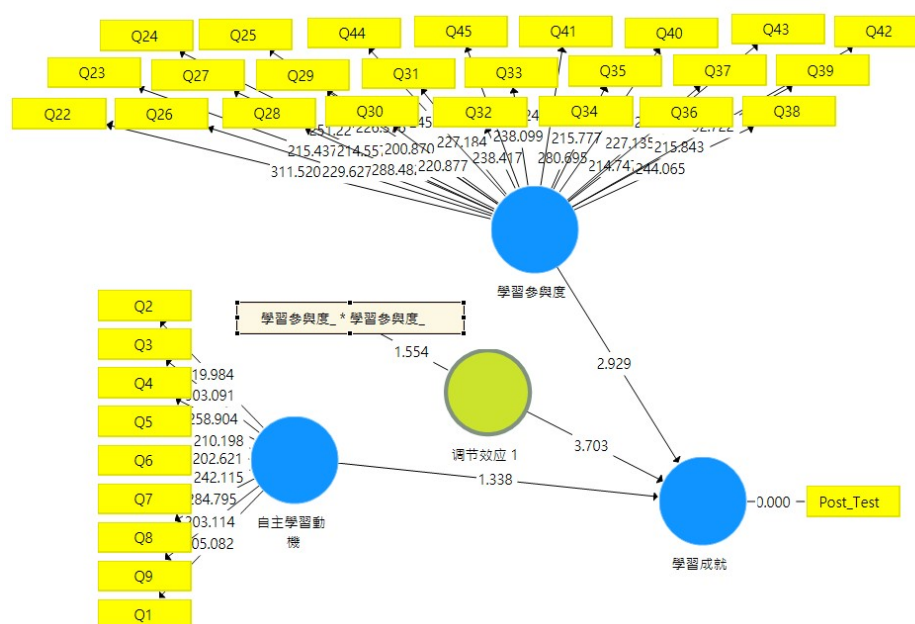 Q24 Q25 Q44 Q45 Q41 Q40 Q43 Q42
Q23 Q27 Q29 Q31 Q33 Q35 Q37 Q39
Q22 Q26 Q28 Q30 Q32 Q34 Q36 Q38
227.184 238.099 215.777 227.135
215.437 200.870 238.417 280.695 215.843
311.520 229.627 220.877 244.065
學習參與度
Q2
學習參與度_ * 學習參與度_
Q3
1.554
2.929
Q4
303.091
258.904
Q5
210.198
3.703
Q6
202.621
调节效应 1
242.115
1.338
Q7
284.795
0.000
Post_Test
自主學習動
機
Q8
學習成就
Q9
Q1